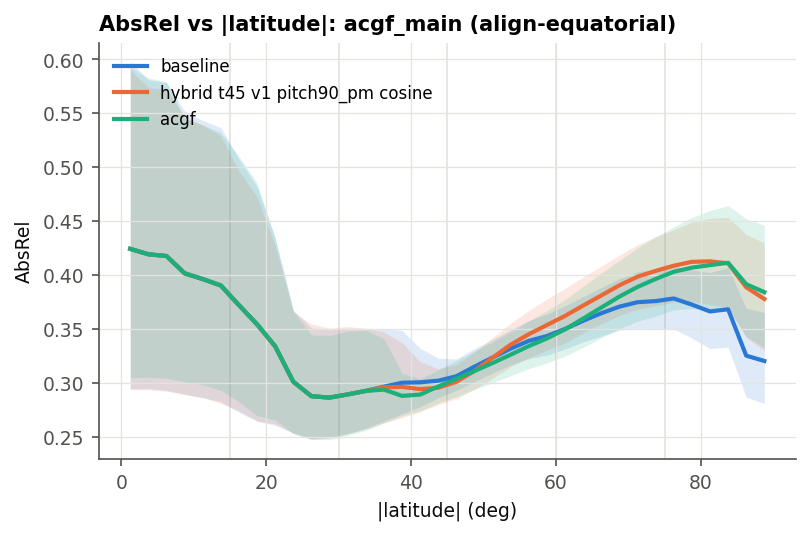 AbsRel vs |latitude|: acgf_main (align-equatorial)
baseline
hybrid t45 v1 pitch90_pm cosine
acgf
AbsRel
0.60
0.55
0.50
0.45
0.40
0.35
0.30
0.25
0
20
40
60
80
|latitude| (deg)